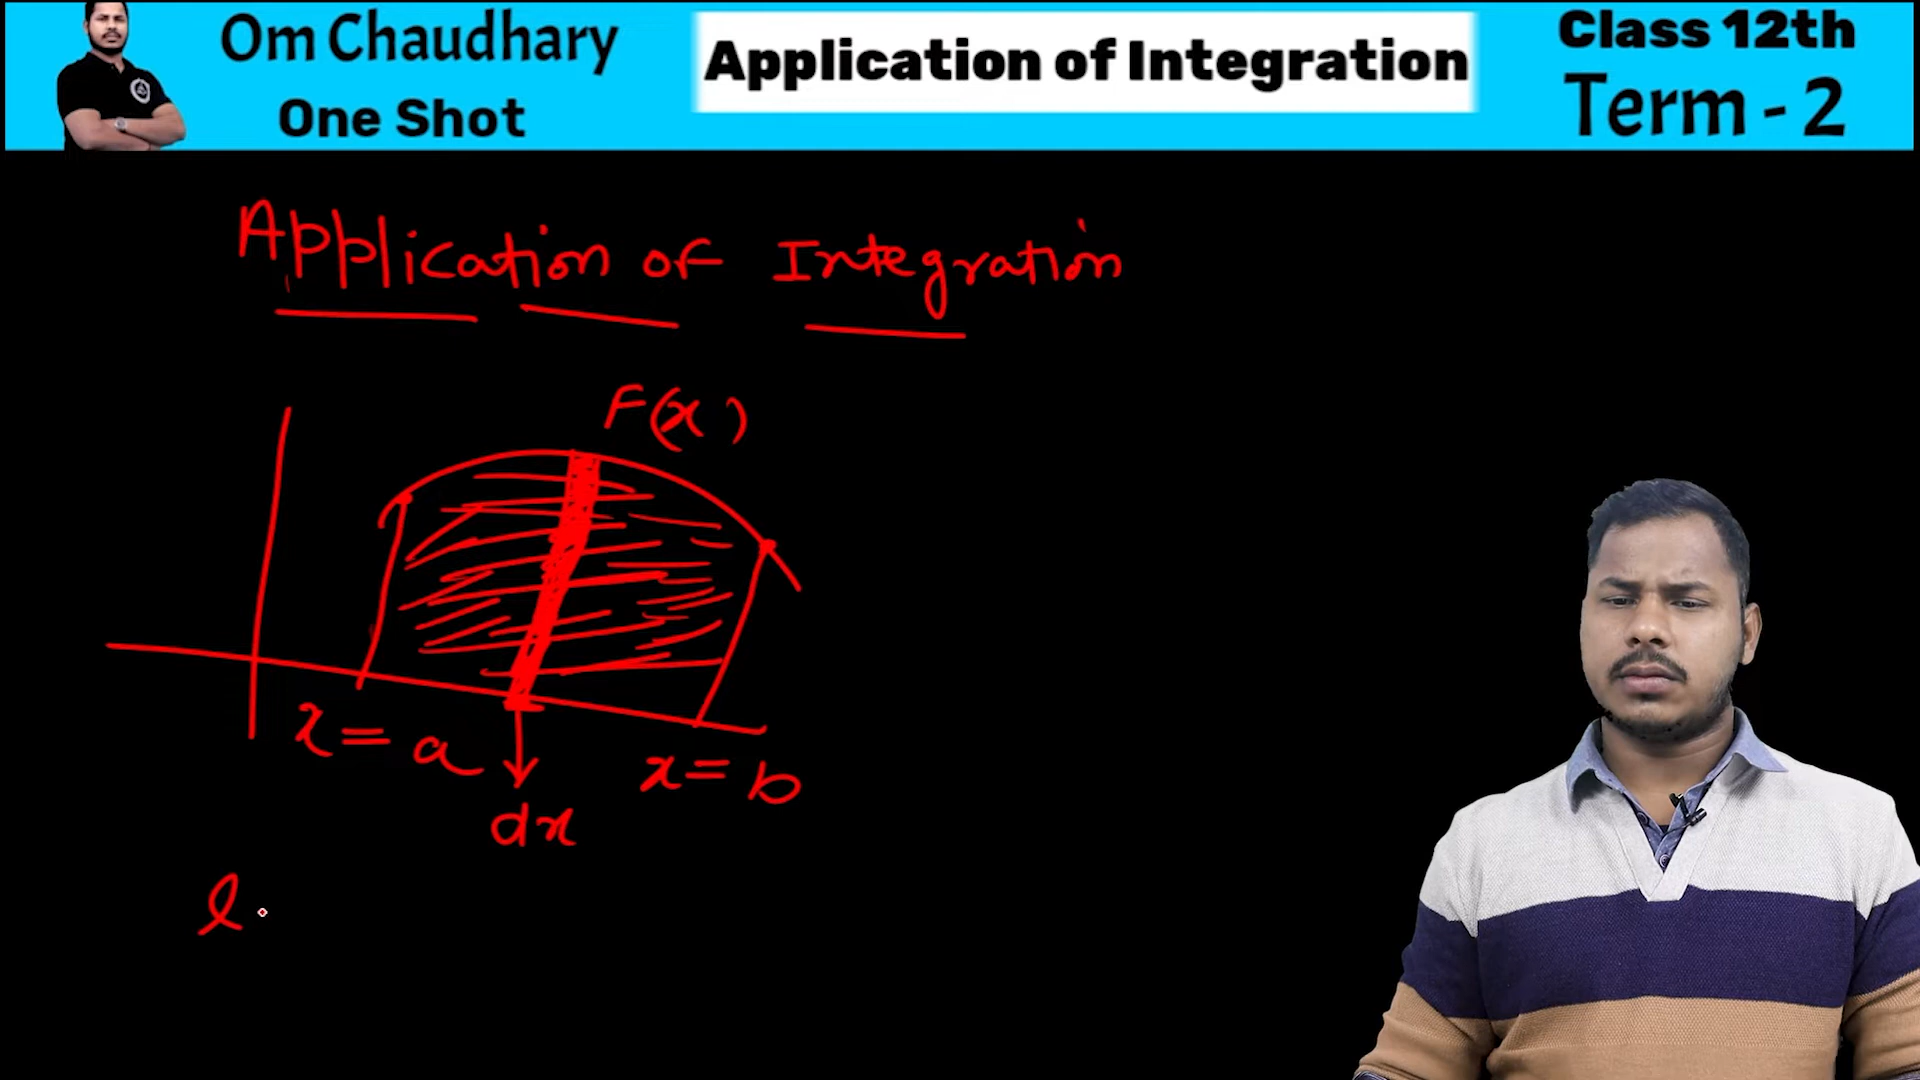 Om Chaudhary
One Shot
Application of Integration
Class 12th
Term - 2
Application of Integration
F(x)
x = a
x = b
dx
l